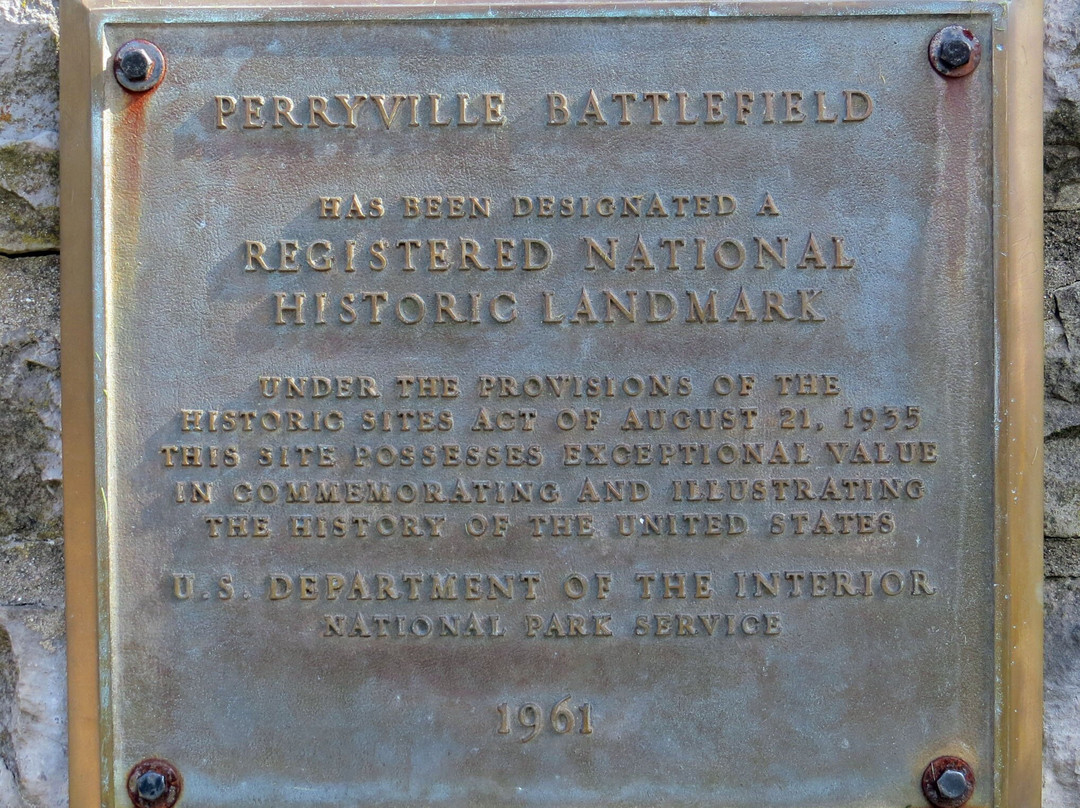 PERRYVILLE BATTLEFIELD
HAS BEEN DESIGNATED A
REGISTERED NATIONAL
HISTORIC LANDMARK
UNDER THE PROVISIONS OF THE
HISTORIC SITES ACT OF AUGUST 21, 1935
THIS SITE POSSESSES EXCEPTIONAL VALUE
IN COMMEMORATING AND ILLUSTRATING
THE HISTORY OF THE UNITED STATES
U.S. DEPARTMENT OF THE INTERIOR
NATIONAL PARK SERVICE
1961